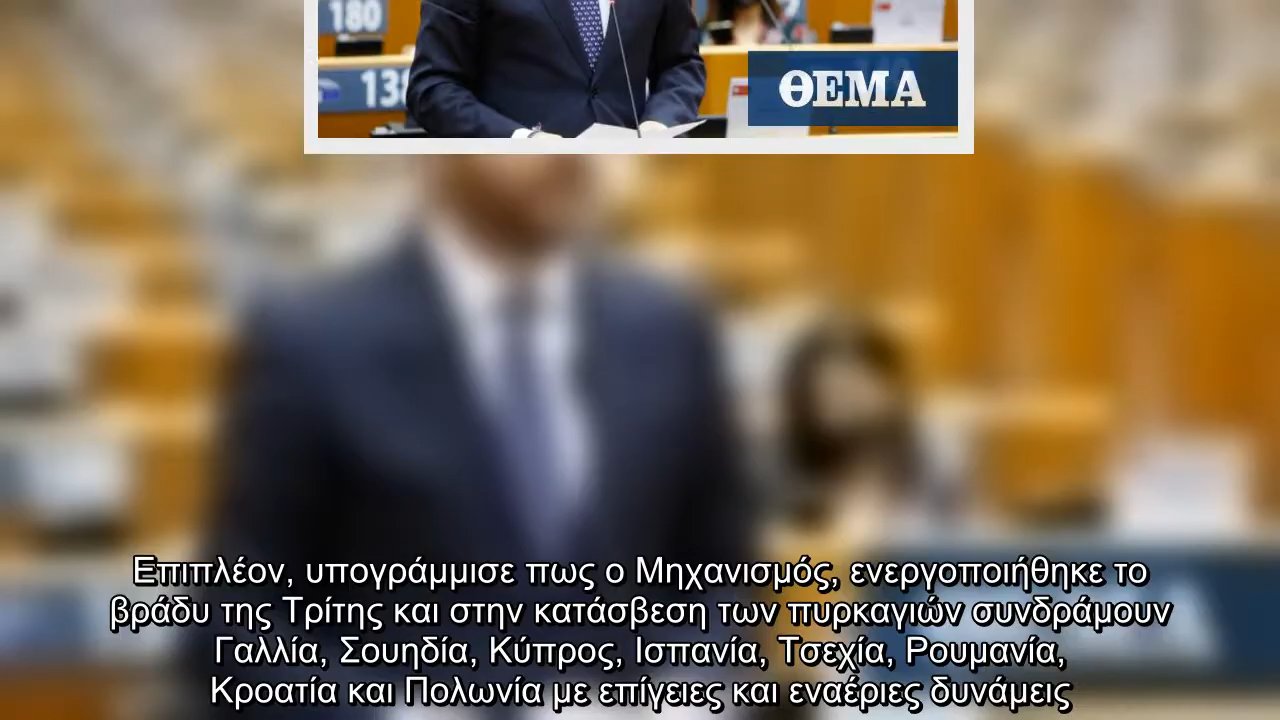 180
138
ΘΕΜΑ
Επιπλέον, υπογράμμισε πως ο Μηχανισμός, ενεργοποιήθηκε το
βράδυ της Τρίτης και στην κατάσβεση των πυρκαγιών συνδράμουν
Γαλλία, Σουηδία, Κύπρος, Ισπανία, Τσεχία, Ρουμανία,
Κροατία και Πολωνία με επίγειες και εναέριες δυνάμεις